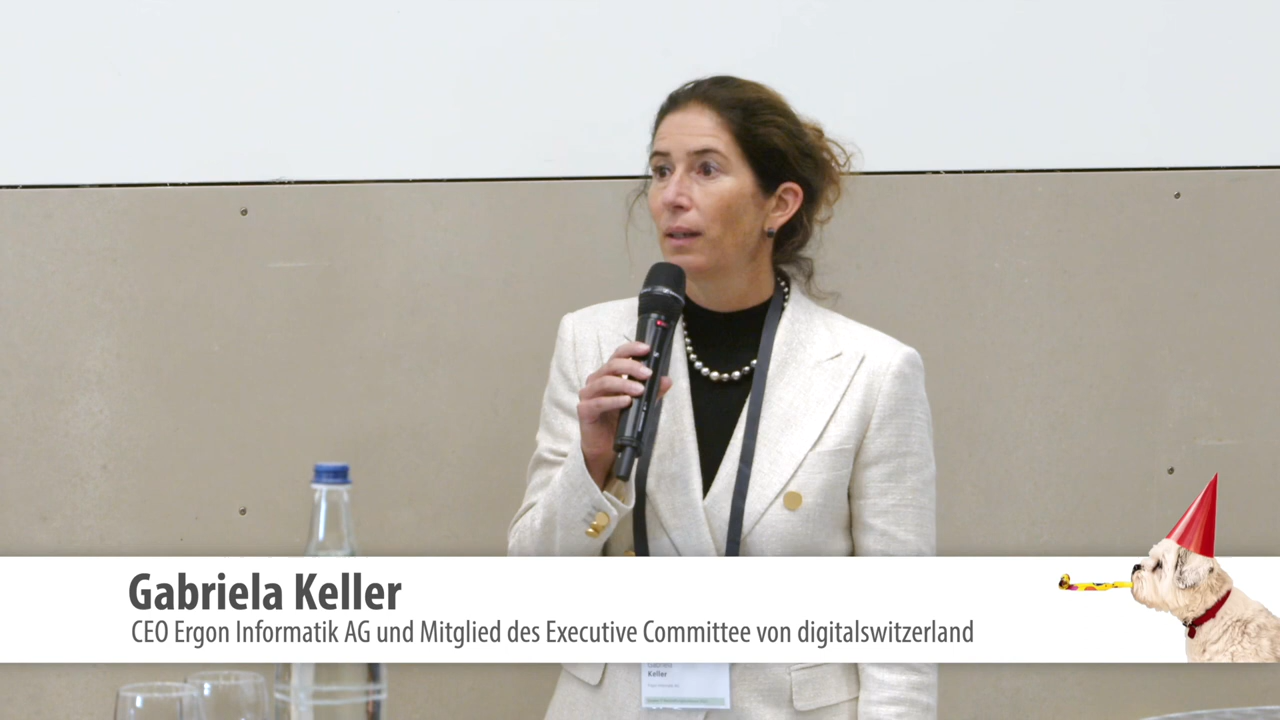 Gabriela Keller
CEO Ergon Informatik AG und Mitglied des Executive Committee von digitalswitzerland
Keller